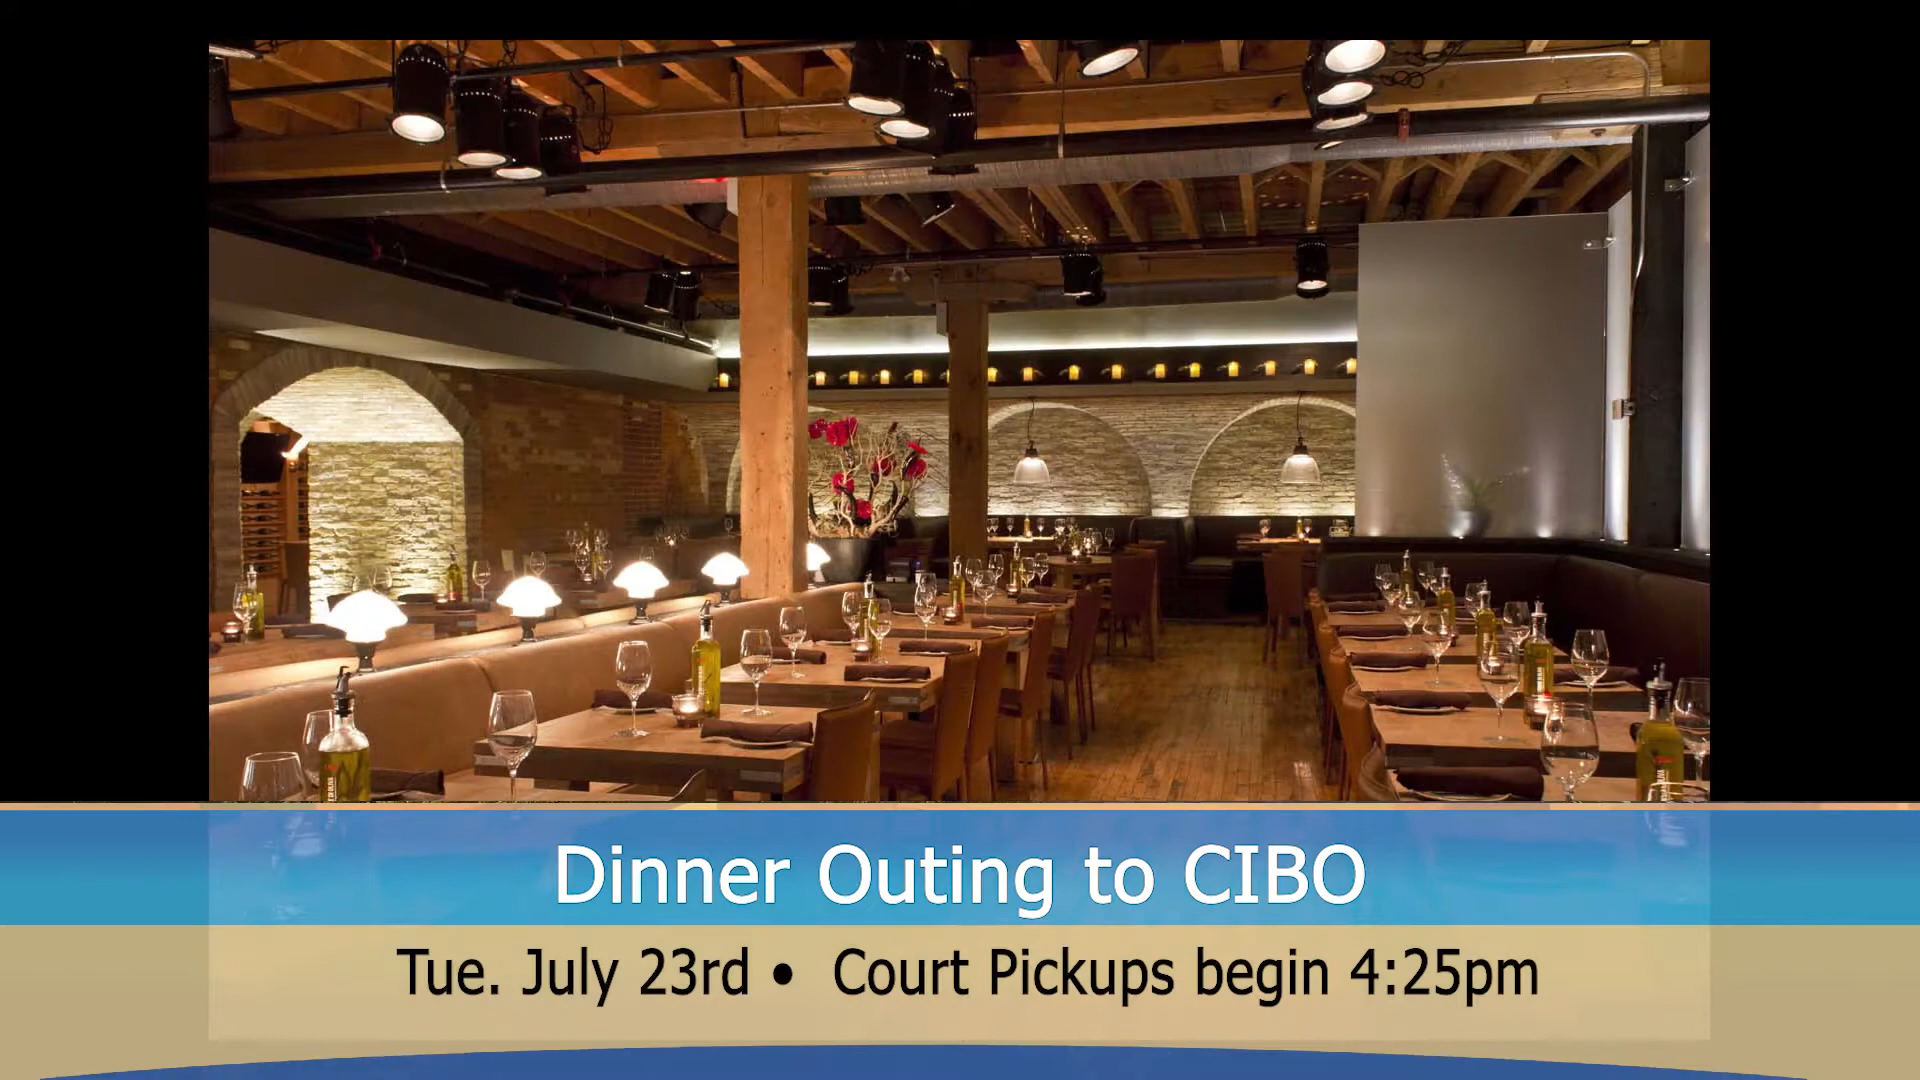 Dinner Outing to CIBO
Tue. July 23rd • Court Pickups begin 4:25pm